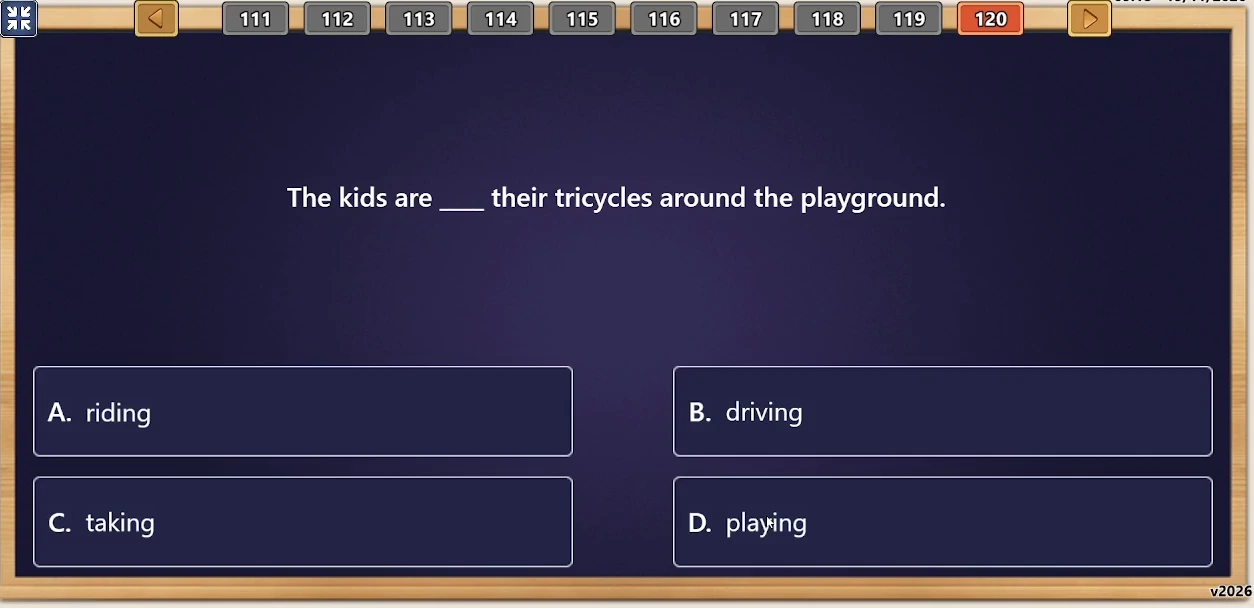 111 112 113 114 115 116 117 118 119 120
The kids are ____ their tricycles around the playground.
A. riding
B. driving
C. taking
D. playing
v2026